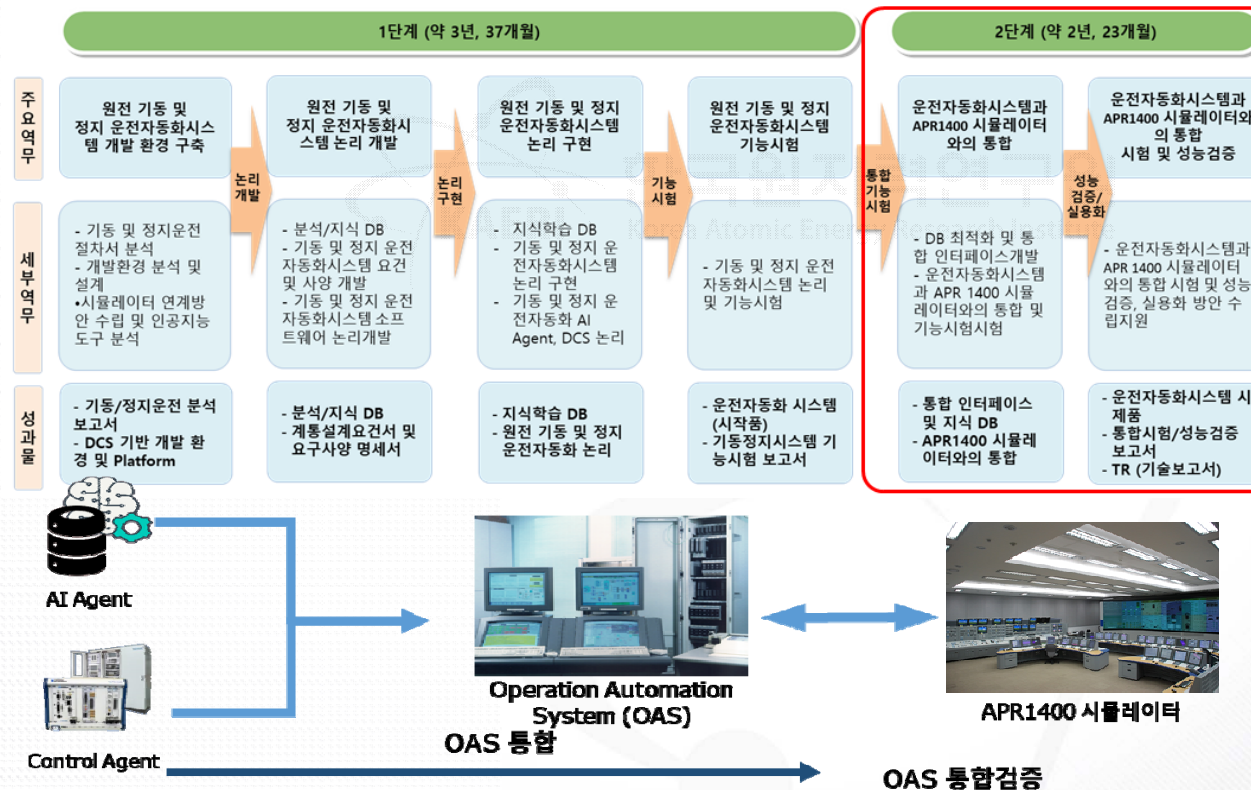 1단계 (약 3년, 37개월)
2단계 (약 2년, 23개월)
주요역무
원전 기동 및
정지 운전자동화시스
템 개발 환경 구축
논리
개발
원전 기동 및
정지 운전자동화시
스템 논리 개발
논리
구현
원전 기동 및 정지
운전자동화시스템
논리 구현
기능
시험
원전 기동 및 정지
운전자동화시스템
기능시험
통합
기능
시험
운전자동화시스템과
APR1400 시뮬레이터
와의 통합
성능
검증/
실용화
운전자동화시스템과
APR1400 시뮬레이터와
의 통합
시험 및 성능검증
한국원자력연구원
KAERI
Korea Atomic Energy Research Institute
세부역무
- 기동 및 정지운전
절차서 분석
- 개발환경 분석 및
설계
•시뮬레이터 연계방
안 수립 및 인공지능
도구 분석
- 분석/지식 DB
- 기동 및 정지 운전
자동화시스템 요건
및 사양 개발
- 기동 및 정지 운전
자동화시스템 소프
트웨어 논리개발
- 지식학습 DB
- 기동 및 정지 운
전자동화시스템
논리 구현
- 기동 및 정지 운
전자동화 AI
Agent, DCS 논리
- 기동 및 정지 운전
자동화시스템 논리
및 기능시험
- DB 최적화 및 통
합 인터페이스개발
- 운전자동화시스템
과 APR 1400 시뮬
레이터와의 통합 및
기능시험시험
- 운전자동화시스템과
APR 1400 시뮬레이터
와의 통합 시험 및 성능
검증, 실용화 방안 수
립지원
성과물
- 기동/정지운전 분석
보고서
- DCS 기반 개발 환
경 및 Platform
- 분석/지식 DB
- 계통설계요건서 및
요구사양 명세서
- 지식학습 DB
- 원전 기동 및 정지
운전자동화 논리
- 운전자동화 시스템
(시작품)
- 기동정지시스템 기
능시험 보고서
- 통합 인터페이스
및 지식 DB
- APR1400 시뮬레
이터와의 통합
- 운전자동화시스템 시
제품
- 통합시험/성능검증
보고서
- TR (기술보고서)
AI Agent
Control Agent
Operation Automation
System (OAS)
APR1400 시뮬레이터
OAS 통합
OAS 통합검증